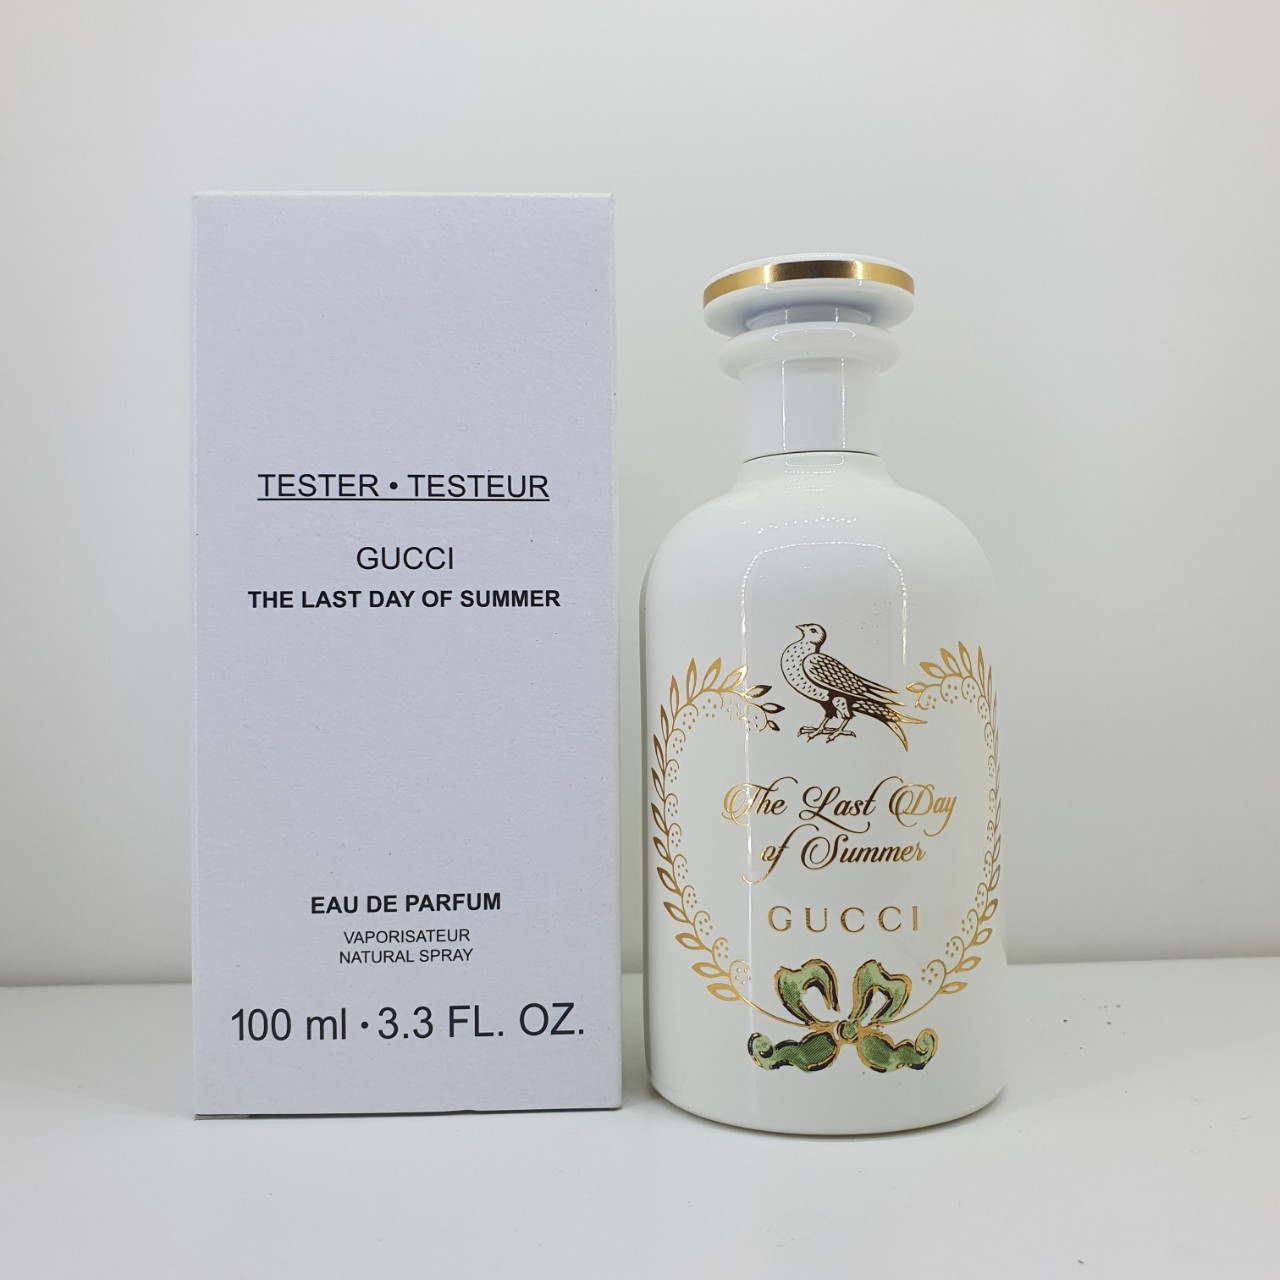 TESTER • TESTEUR
GUCCI
THE LAST DAY OF SUMMER
EAU DE PARFUM
VAPORISATEUR
NATURAL SPRAY
100 ml • 3.3 FL. OZ.
The Last Day
of Summer
GUCCI